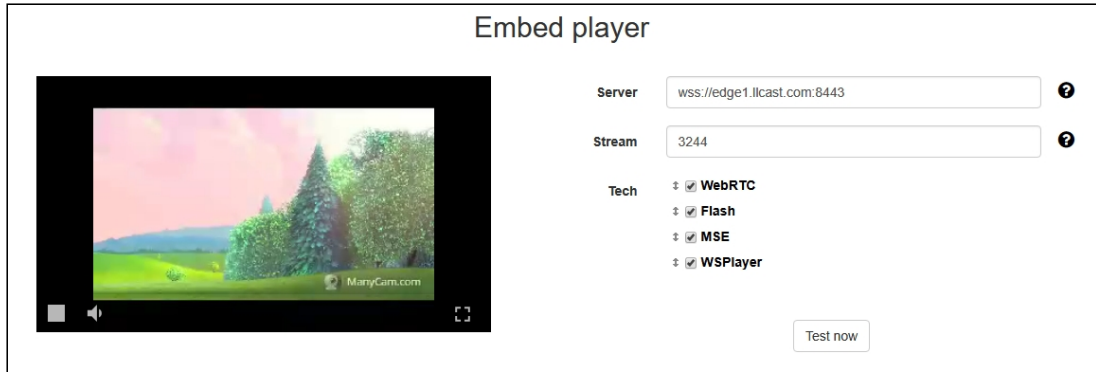 Embed player
Server
wss://edge1.llcast.com:8443
Stream
3244
Tech
WebRTC
Flash
MSE
WSPlayer
ManyCam.com
Test now